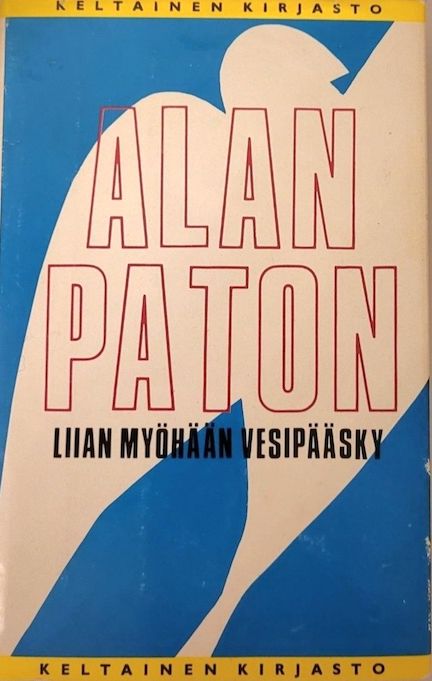 KELTAINEN KIRJASTO
ALAN
PATON
LIIAN MYÖHÄÄN VESIPÄÄSKY
KELTAINEN KIRJASTO